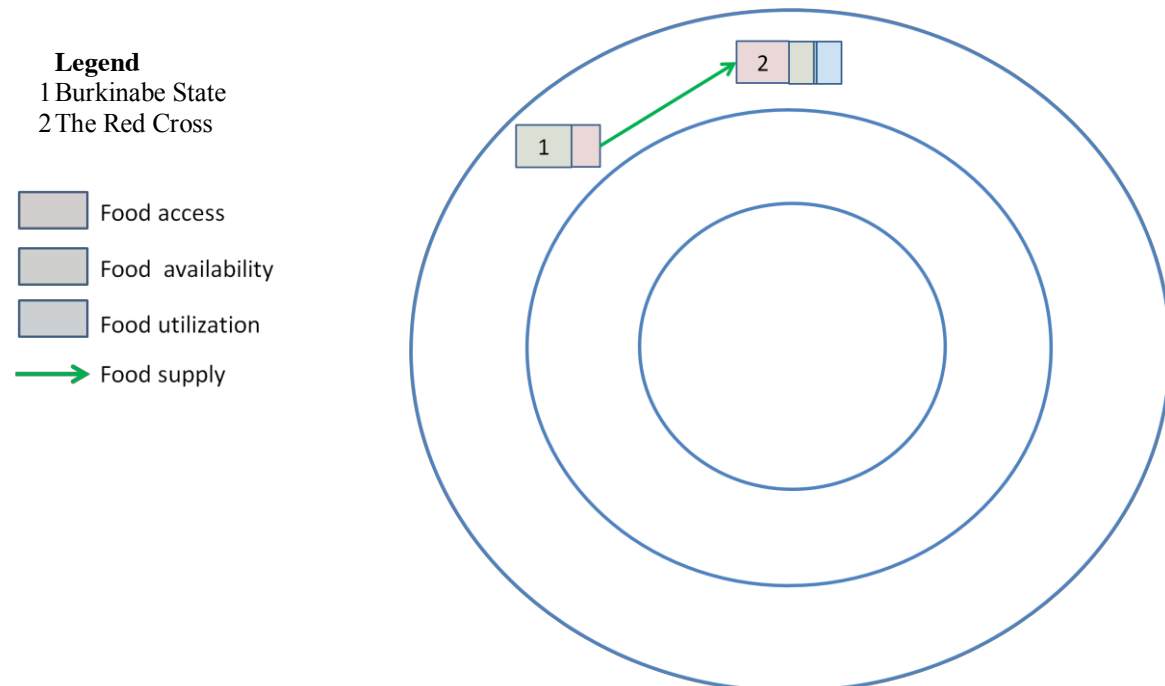 Legend
1 Burkinabe State
2 The Red Cross
Food access
Food availability
Food utilization
Food supply
2
1